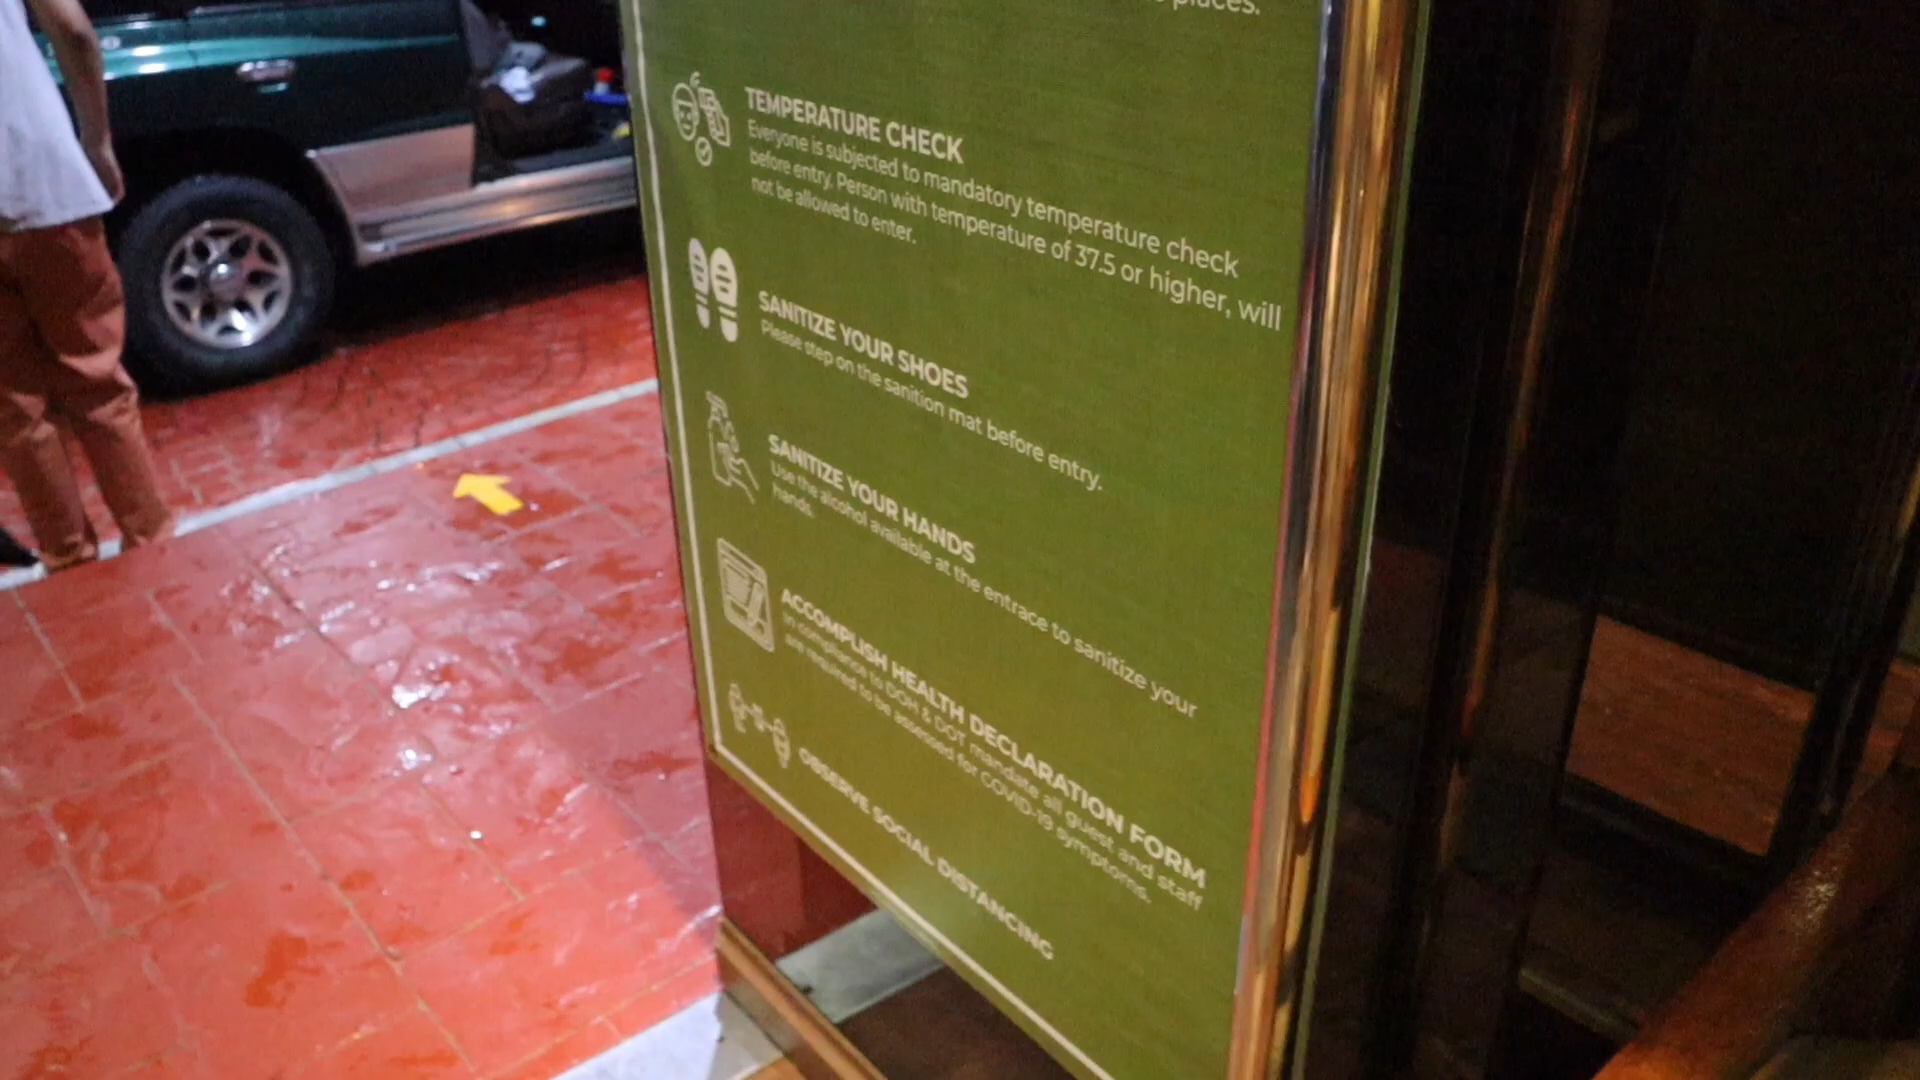 places.
TEMPERATURE CHECK
Everyone is subjected to mandatory temperature check
before entry. Person with temperature of 37.5 or higher, will
not be allowed to enter.
SANITIZE YOUR SHOES
Please step on the sanition mat before entry.
SANITIZE YOUR HANDS
Use the alcohol available at the entrace to sanitize your
hands.
ACCOMPLISH HEALTH DECLARATION FORM
In compliance to DOH & DOT mandate all guest and staff
are required to be assessed for COVID-19 symptoms.
OBSERVE SOCIAL DISTANCING